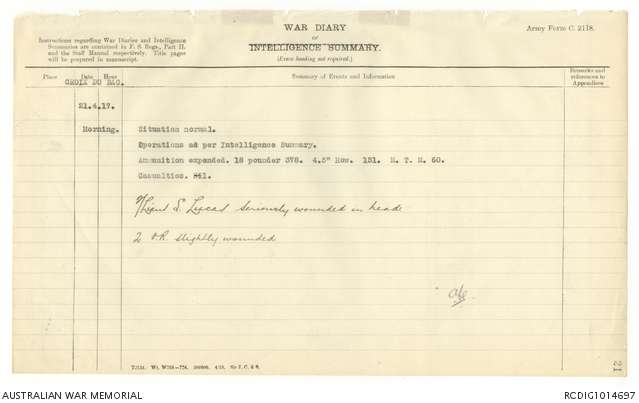 WAR DIARY
or
INTELLIGENCE SUMMARY.
(Erase heading not required.)
Army Form C. 2118.
Instructions regarding War Diaries and Intelligence
Summaries are contained in F. S. Regs., Part II.
and the Staff Manual respectively. Title pages
will be prepared in manuscript.
Place Date Hour Summary of Events and Information Remarks and
references to
Appendices
CROIX DU BAC.
21.4.17.
Morning. Situation normal.
Operations as per Intelligence Summary.
Ammunition expended. 18 pounder 378. 4.5" How. 131. M. T. M. 60.
Casualties. Nil.
2/Lieut S. Lucas seriously wounded in head
2 O.R slightly wounded
21
AUSTRALIAN WAR MEMORIAL
RCDIG1014697